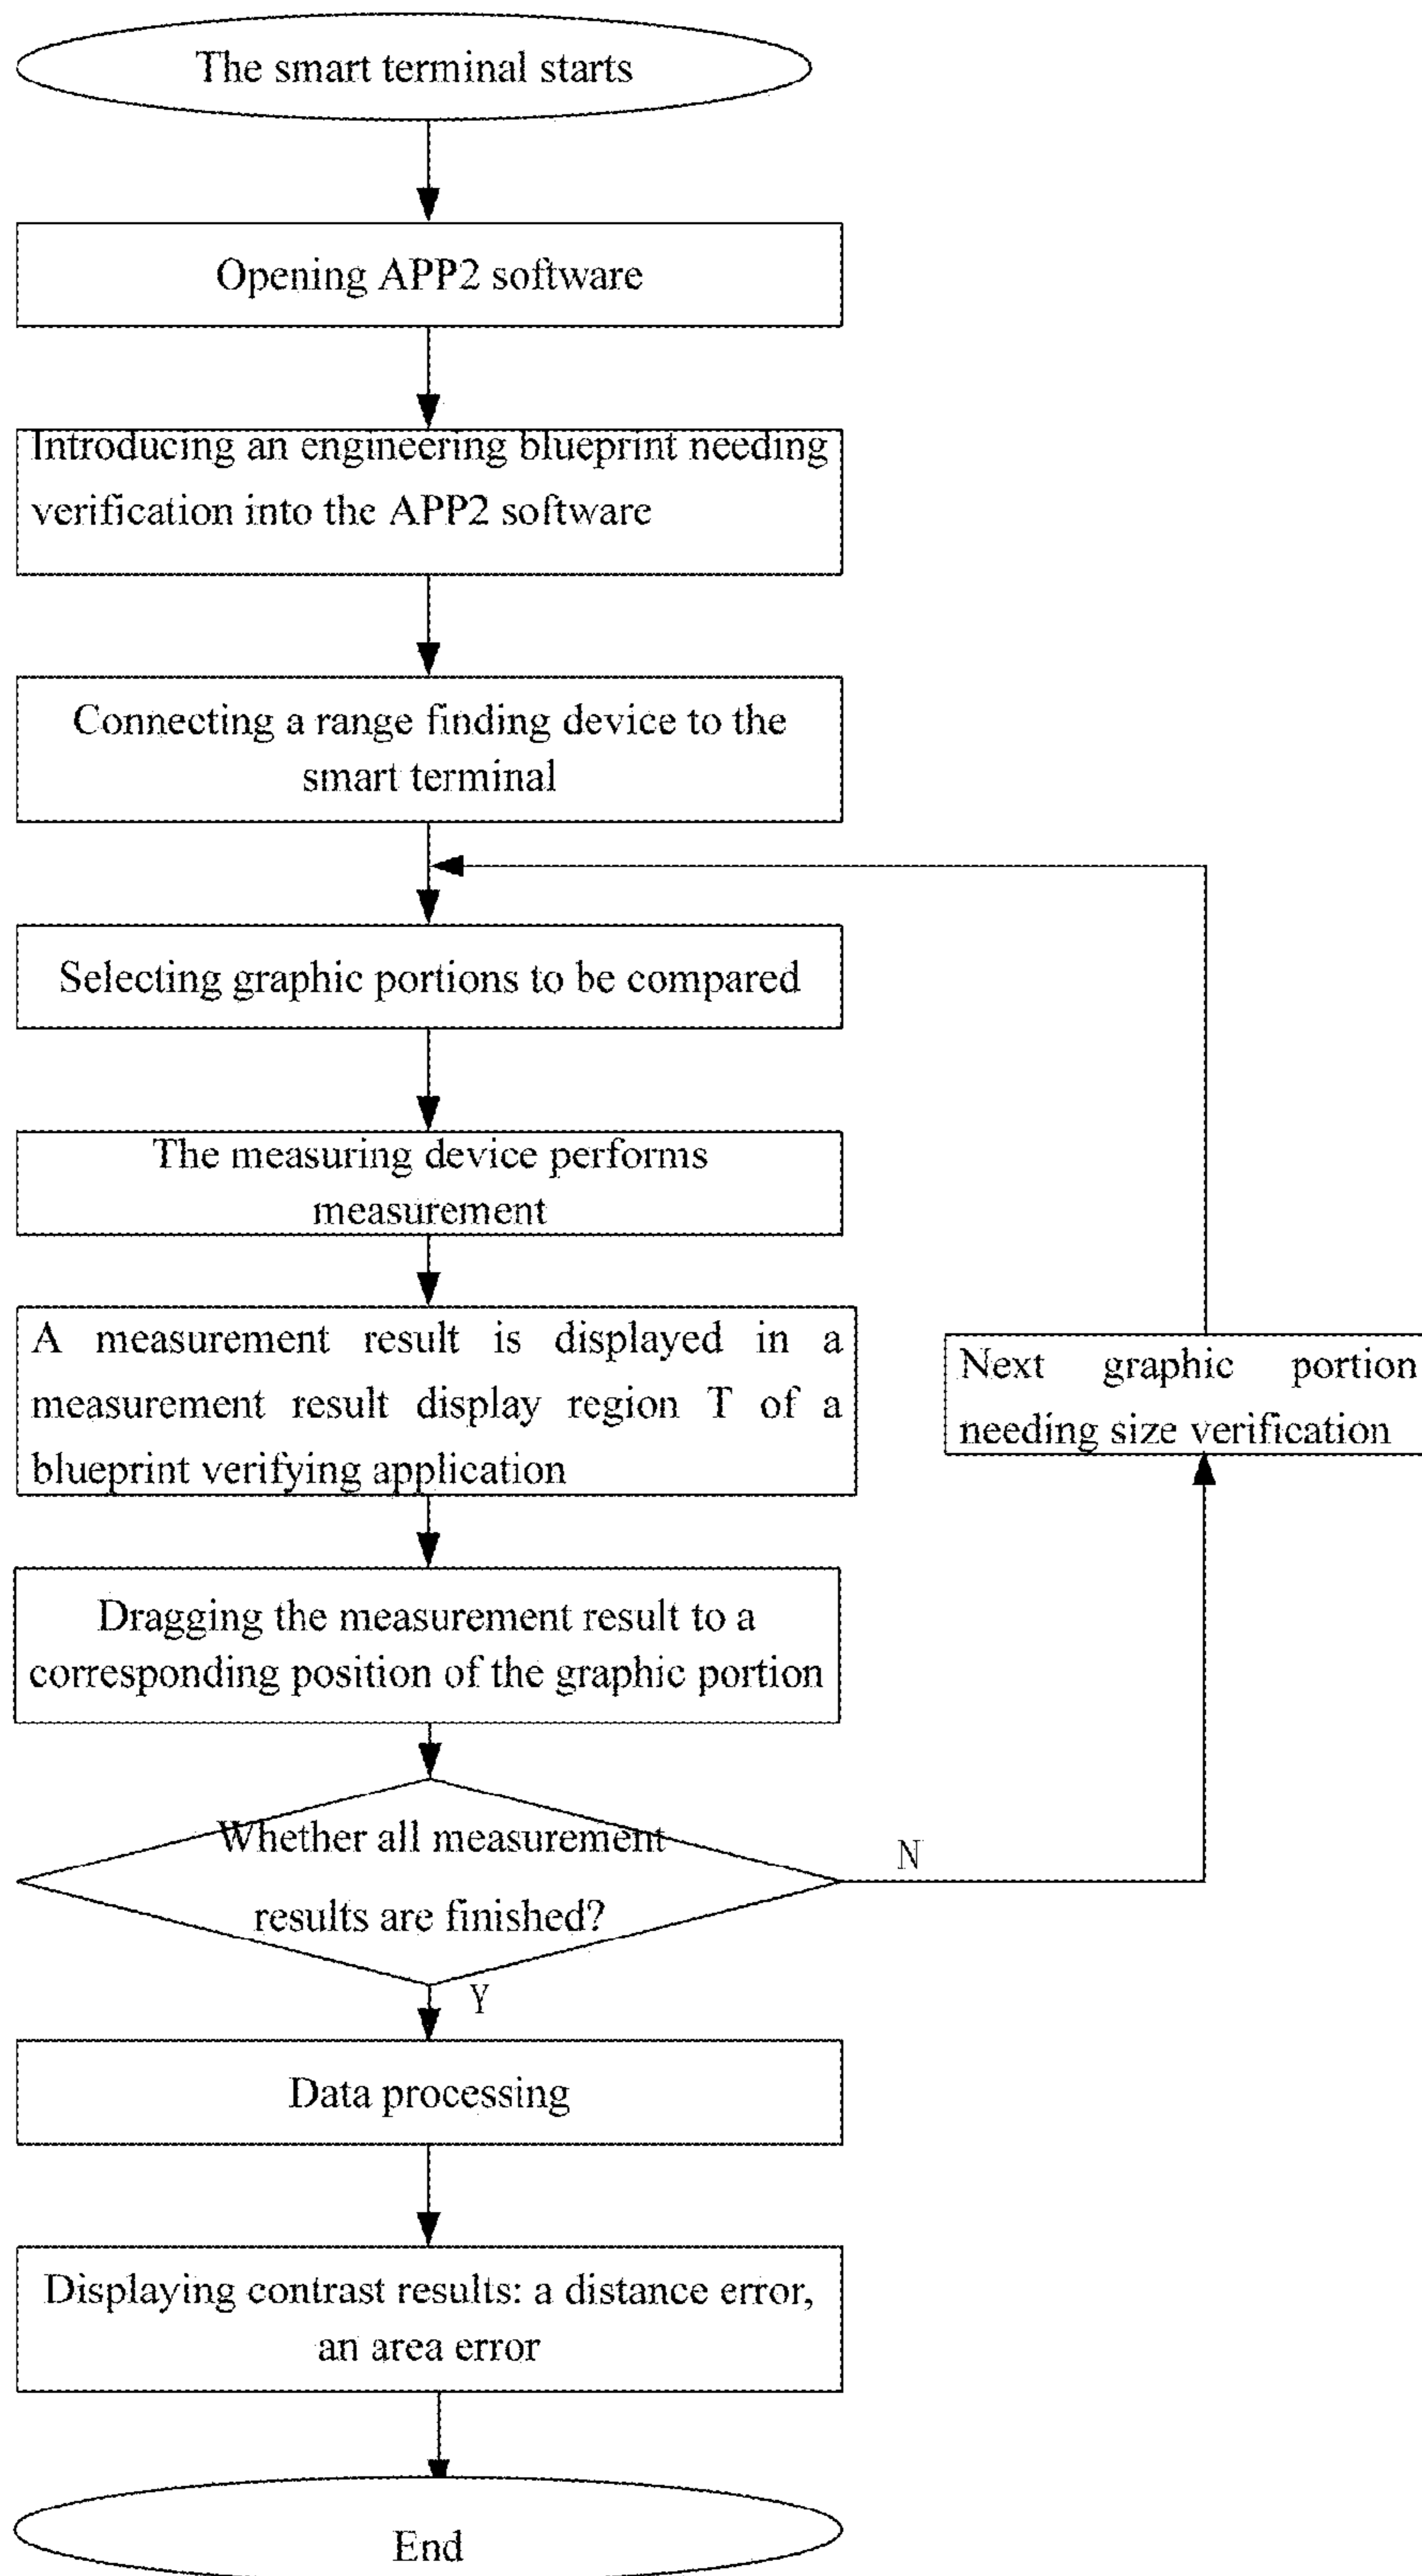 The smart terminal starts
Opening APP2 software
Introducing an engineering blueprint needing
verification into the APP2 software
Connecting a range finding device to the
smart terminal
Selecting graphic portions to be compared
The measuring device performs
measurement
A measurement result is displayed in a
measurement result display region T of a
blueprint verifying application
Next graphic portion
needing size verification
Dragging the measurement result to a
corresponding position of the graphic portion
Whether all measurement
results are finished?
N
Y
Data processing
Displaying contrast results: a distance error,
an area error
End